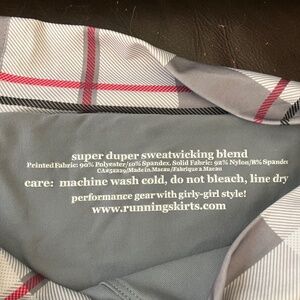 super duper sweatwicking blend
Printed Fabric: 90% Polyester/10% Spandex, Solid Fabric: 92% Nylon/8% Spandex
CA#52229/Made in Macau/Fabrique a Macau
care: machine wash cold, do not bleach, line dry
performance gear with girly-girl style!
www.runningskirts.com